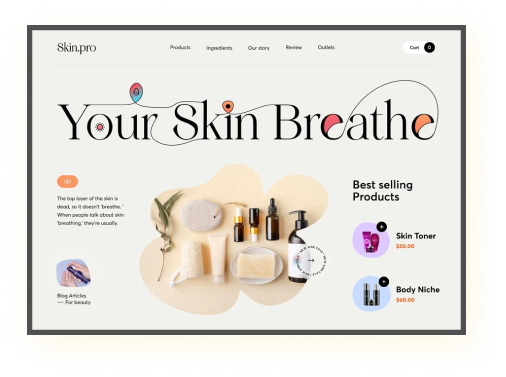 Skin.pro
Products Ingredients Our story Review Outlets
Cart 0
Your Skin Breathe
The top layer of the skin is
dead, so it doesn't 'breathe.'
When people talk about skin
'breathing,' they're usually.
Blog Articles
— For beauty
Best selling
Products
Skin Toner
$50.00
Body Niche
$60.00